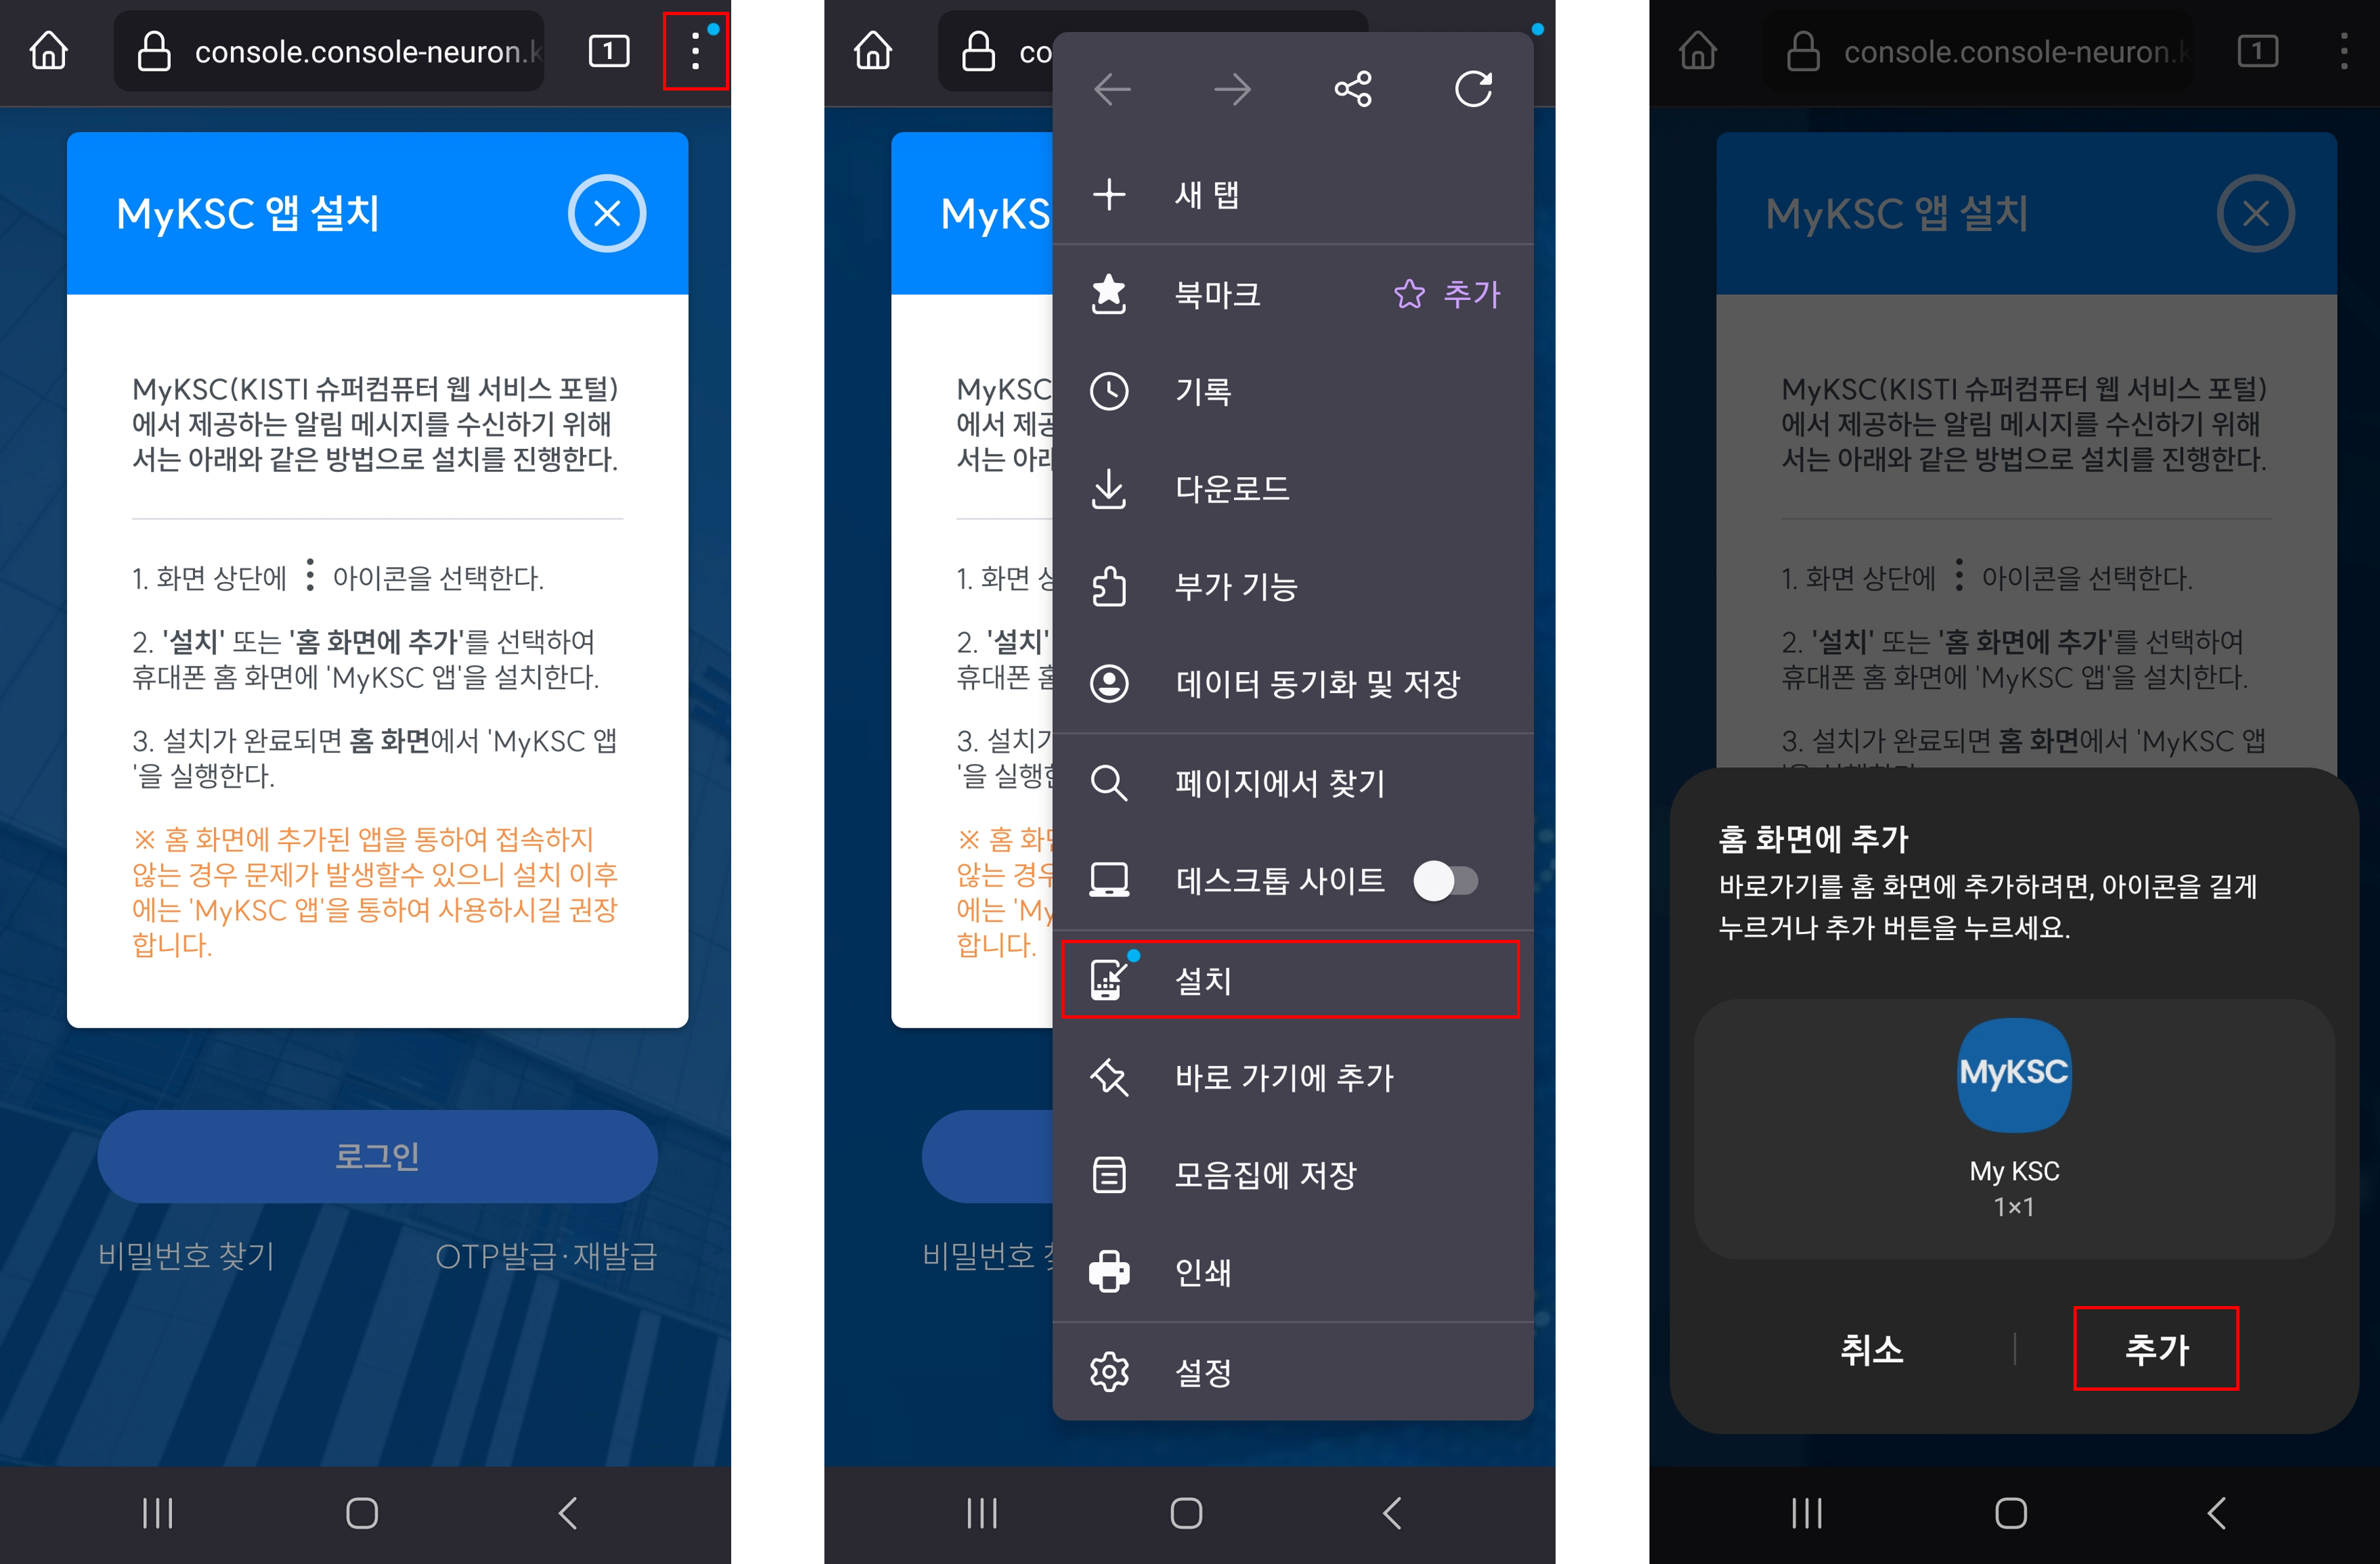 console.console-neuron.k
1
MyKSC 앱 설치
MyKSC(KISTI 슈퍼컴퓨터 웹 서비스 포털)
에서 제공하는 알림 메시지를 수신하기 위해
서는 아래와 같은 방법으로 설치를 진행한다.
1. 화면 상단에 ⋮ 아이콘을 선택한다.
2. '설치' 또는 '홈 화면에 추가'를 선택하여
휴대폰 홈 화면에 'MyKSC 앱'을 설치한다.
3. 설치가 완료되면 홈 화면에서 'MyKSC 앱
'을 실행한다.
※ 홈 화면에 추가된 앱을 통하여 접속하지
않는 경우 문제가 발생할수 있으니 설치 이후
에는 'MyKSC 앱'을 통하여 사용하시길 권장
합니다.
로그인
비밀번호 찾기
OTP발급·재발급
co
MyKS
MyKSC
에서 제공
서는 아래
1. 화면 상
2. '설치'
휴대폰 홈
3. 설치가
'을 실행한
※ 홈 화면
않는 경우
에는 'My
합니다.
비밀번호 찾
새 탭
북마크
추가
기록
다운로드
부가 기능
데이터 동기화 및 저장
페이지에서 찾기
데스크톱 사이트
설치
바로 가기에 추가
모음집에 저장
인쇄
설정
console.console-neuron.k
1
MyKSC 앱 설치
MyKSC(KISTI 슈퍼컴퓨터 웹 서비스 포털)
에서 제공하는 알림 메시지를 수신하기 위해
서는 아래와 같은 방법으로 설치를 진행한다.
1. 화면 상단에 ⋮ 아이콘을 선택한다.
2. '설치' 또는 '홈 화면에 추가'를 선택하여
휴대폰 홈 화면에 'MyKSC 앱'을 설치한다.
3. 설치가 완료되면 홈 화면에서 'MyKSC 앱
홈 화면에 추가
바로가기를 홈 화면에 추가하려면, 아이콘을 길게
누르거나 추가 버튼을 누르세요.
MyKSC
My KSC
1×1
취소
추가